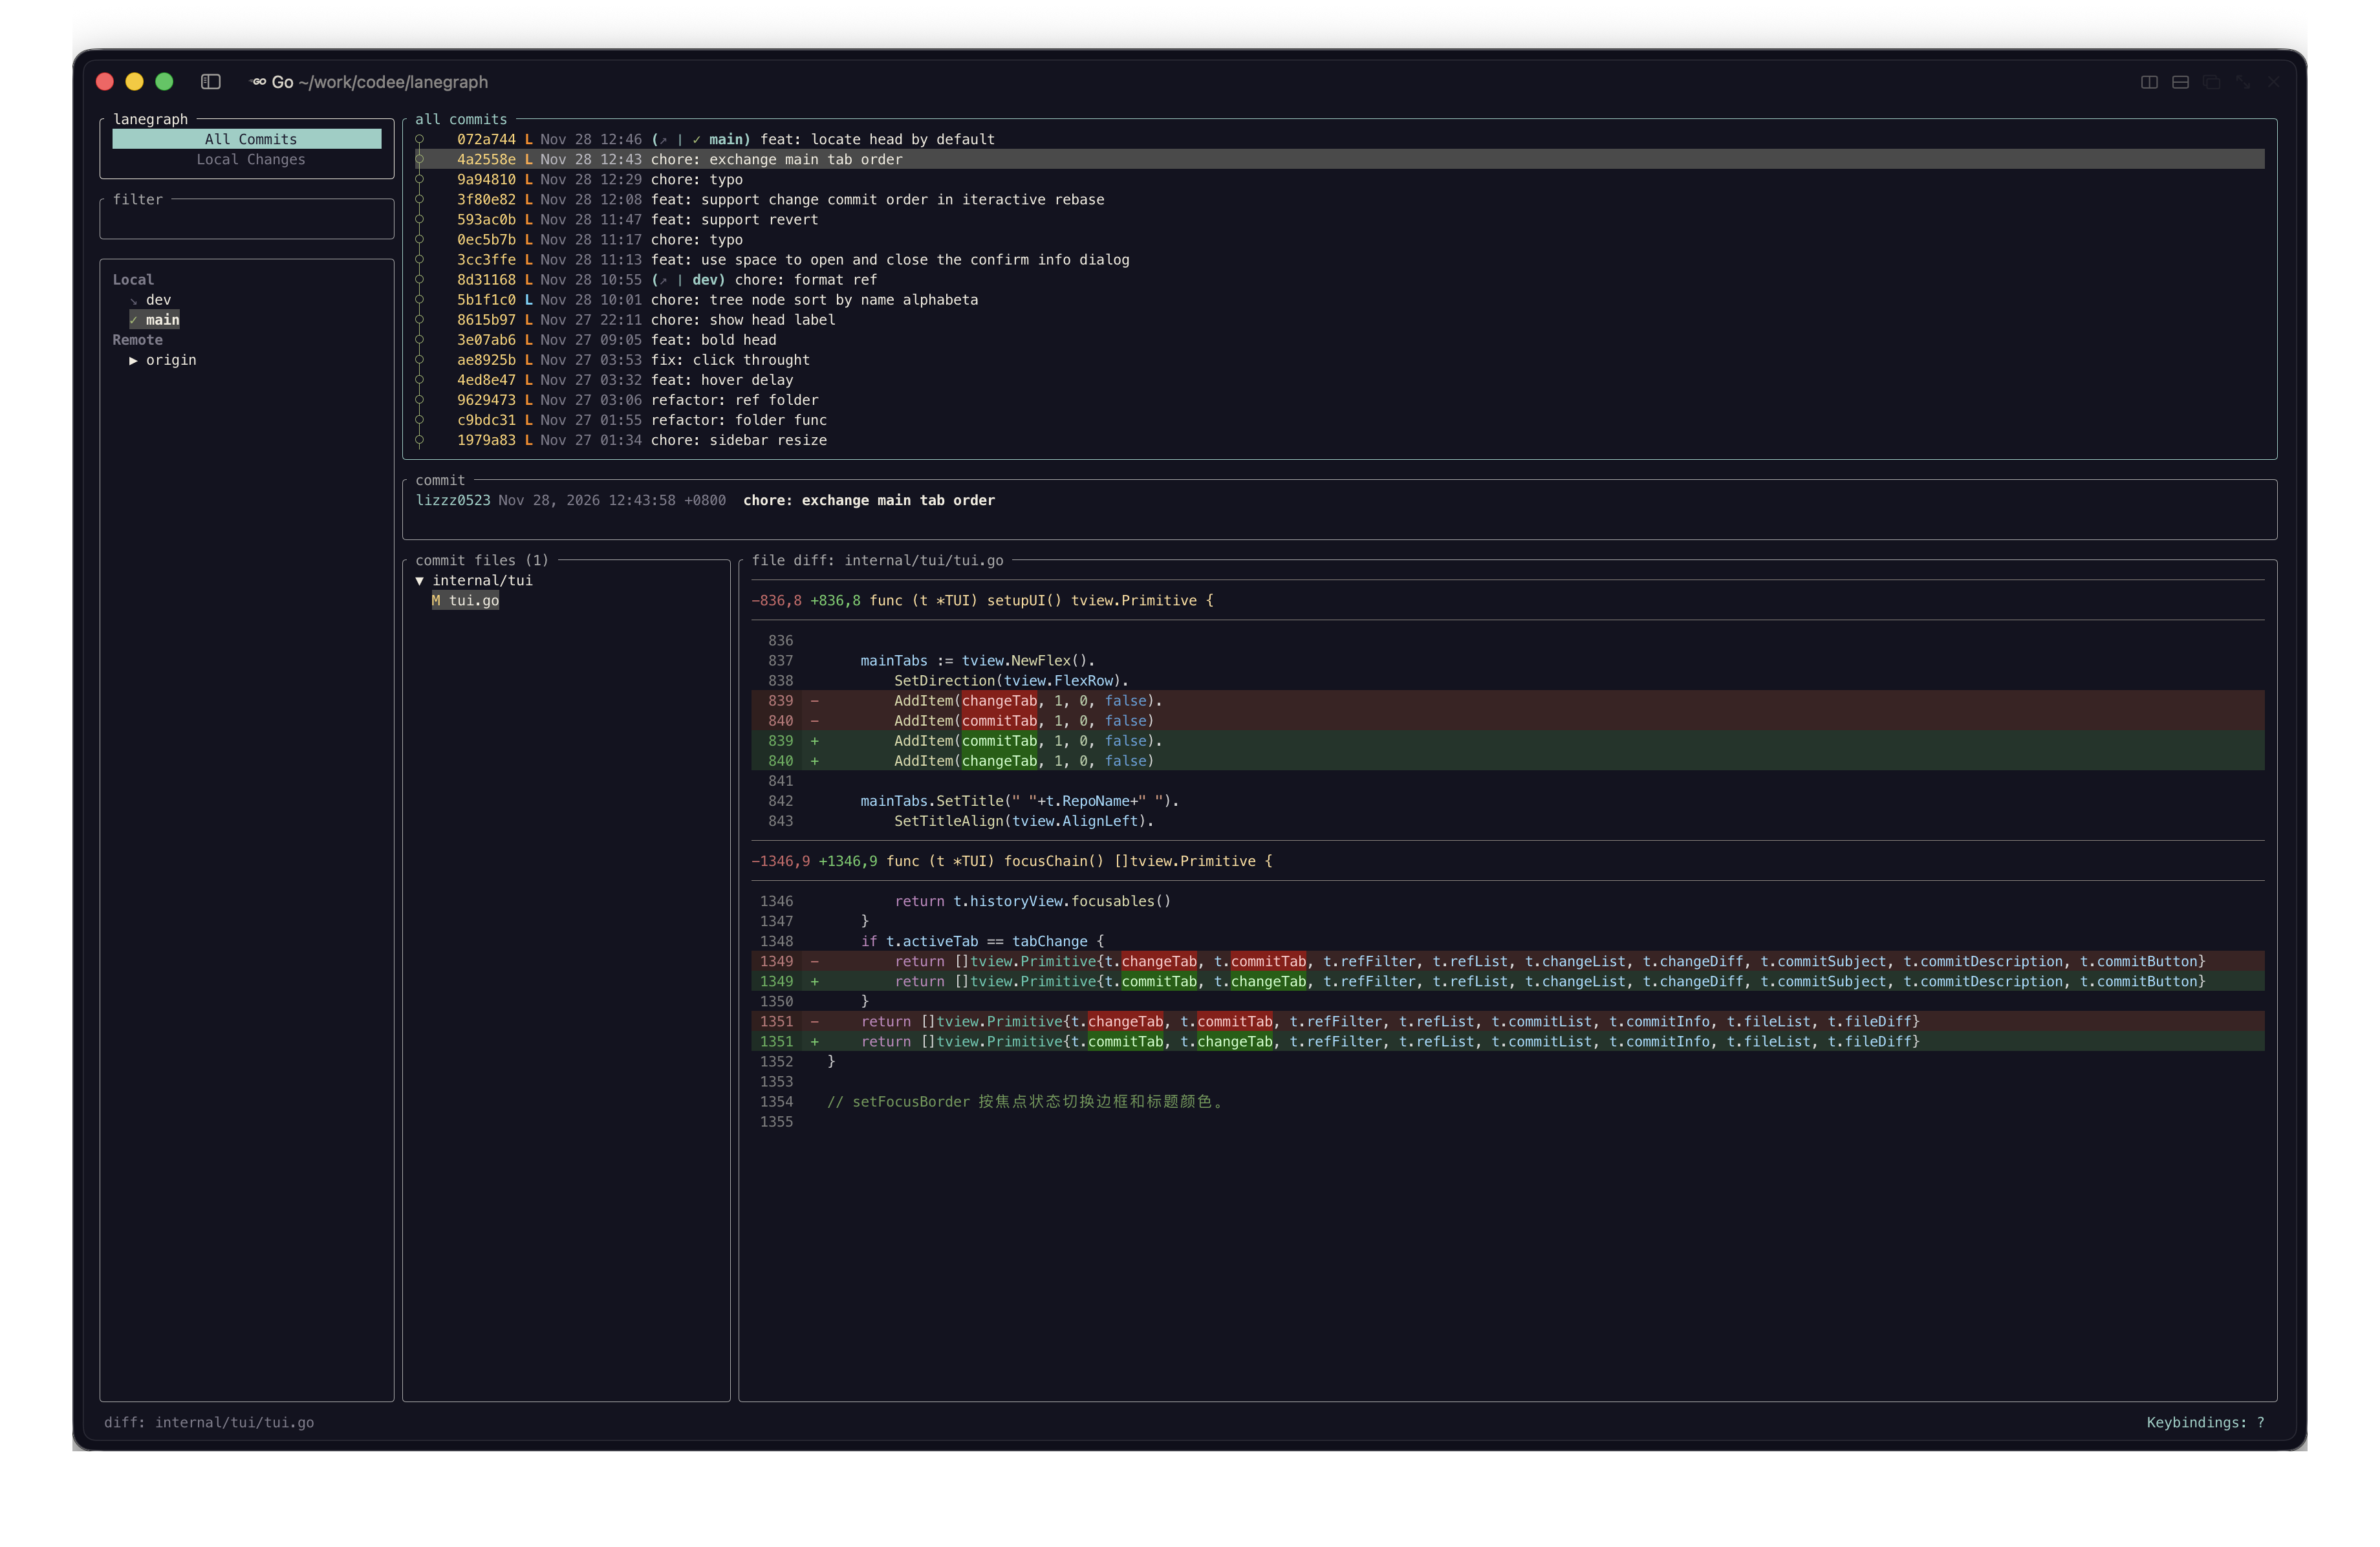 Go ~/work/codee/lanegraph
lanegraph
All Commits
Local Changes
filter
Local
↘ dev
✓ main
Remote
▶ origin
all commits
072a744 L Nov 28 12:46 (↗ | ✓ main) feat: locate head by default
4a2558e L Nov 28 12:43 chore: exchange main tab order
9a94810 L Nov 28 12:29 chore: typo
3f80e82 L Nov 28 12:08 feat: support change commit order in iteractive rebase
593ac0b L Nov 28 11:47 feat: support revert
0ec5b7b L Nov 28 11:17 chore: typo
3cc3ffe L Nov 28 11:13 feat: use space to open and close the confirm info dialog
8d31168 L Nov 28 10:55 (↗ | dev) chore: format ref
5b1f1c0 L Nov 28 10:01 chore: tree node sort by name alphabeta
8615b97 L Nov 27 22:11 chore: show head label
3e07ab6 L Nov 27 09:05 feat: bold head
ae8925b L Nov 27 03:53 fix: click throught
4ed8e47 L Nov 27 03:32 feat: hover delay
9629473 L Nov 27 03:06 refactor: ref folder
c9bdc31 L Nov 27 01:55 refactor: folder func
1979a83 L Nov 27 01:34 chore: sidebar resize
commit
lizzz0523 Nov 28, 2026 12:43:58 +0800 chore: exchange main tab order
commit files (1)
▼ internal/tui
M tui.go
file diff: internal/tui/tui.go
-836,8 +836,8 func (t *TUI) setupUI() tview.Primitive {
836
837 mainTabs := tview.NewFlex().
838 SetDirection(tview.FlexRow).
839 - AddItem(changeTab, 1, 0, false).
840 - AddItem(commitTab, 1, 0, false)
839 + AddItem(commitTab, 1, 0, false).
840 + AddItem(changeTab, 1, 0, false)
841
842 mainTabs.SetTitle(" "+t.RepoName+" ").
843 SetTitleAlign(tview.AlignLeft).
-1346,9 +1346,9 func (t *TUI) focusChain() []tview.Primitive {
1346 return t.historyView.focusables()
1347 }
1348 if t.activeTab == tabChange {
1349 - return []tview.Primitive{t.changeTab, t.commitTab, t.refFilter, t.refList, t.changeList, t.changeDiff, t.commitSubject, t.commitDescription, t.commitButton}
1349 + return []tview.Primitive{t.commitTab, t.changeTab, t.refFilter, t.refList, t.changeList, t.changeDiff, t.commitSubject, t.commitDescription, t.commitButton}
1350 }
1351 - return []tview.Primitive{t.changeTab, t.commitTab, t.refFilter, t.refList, t.commitList, t.commitInfo, t.fileList, t.fileDiff}
1351 + return []tview.Primitive{t.commitTab, t.changeTab, t.refFilter, t.refList, t.commitList, t.commitInfo, t.fileList, t.fileDiff}
1352 }
1353
1354 // setFocusBorder 按焦点状态切换边框和标题颜色。
1355
diff: internal/tui/tui.go
Keybindings: ?